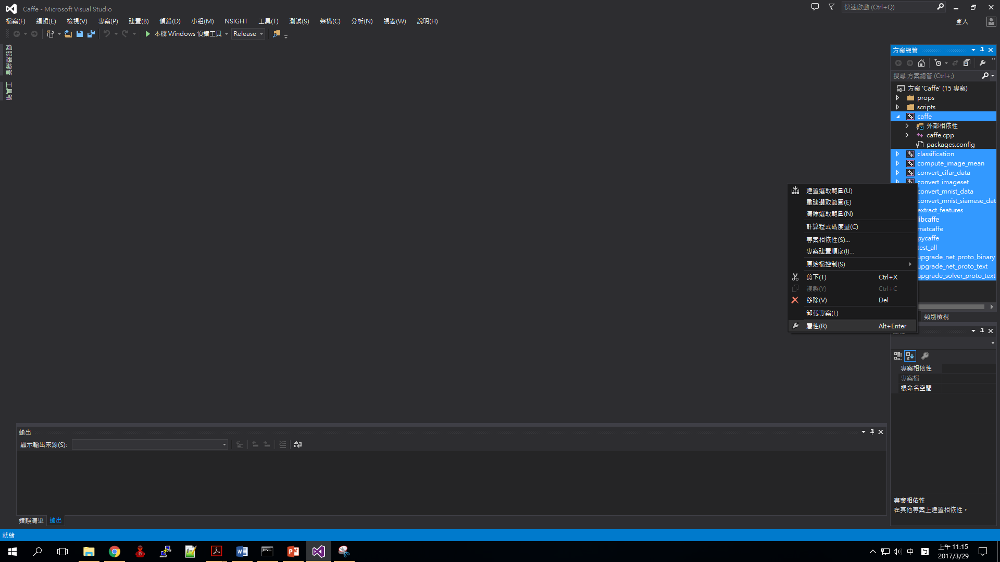 Caffe - Microsoft Visual Studio
快速啟動 (Ctrl+Q)
檔案(F) 編輯(E) 檢視(V) 專案(P) 建置(B) 偵錯(D) 小組(M) NSIGHT 工具(T) 測試(S) 架構(C) 分析(N) 視窗(W) 說明(H)
登入
本機 Windows 偵錯工具 Release
伺服器總管
工具箱
方案總管
搜尋 方案總管 (Ctrl+;)
方案 'Caffe' (15 專案)
props
scripts
caffe
外部相依性
caffe.cpp
packages.config
classification
compute_image_mean
convert_cifar_data
convert_imageset
convert_mnist_data
convert_mnist_siamese_dat
extract_features
libcaffe
matcaffe
pycaffe
test_all
upgrade_net_proto_binary
upgrade_net_proto_text
upgrade_solver_proto_text
建置選取範圍(U)
重建選取範圍(E)
清除選取範圍(N)
計算程式碼度量(C)
專案相依性(S)...
專案建置順序(I)...
原始檔控制(S)
剪下(T) Ctrl+X
複製(Y) Ctrl+C
移除(V) Del
卸載專案(L)
屬性(R) Alt+Enter
類別檢視
專案相依性
專案檔
根命名空間
專案相依性
在其他專案上建置相依性。
輸出
顯示輸出來源(S):
錯誤清單 輸出
就緒
中
上午 11:15
2017/3/29